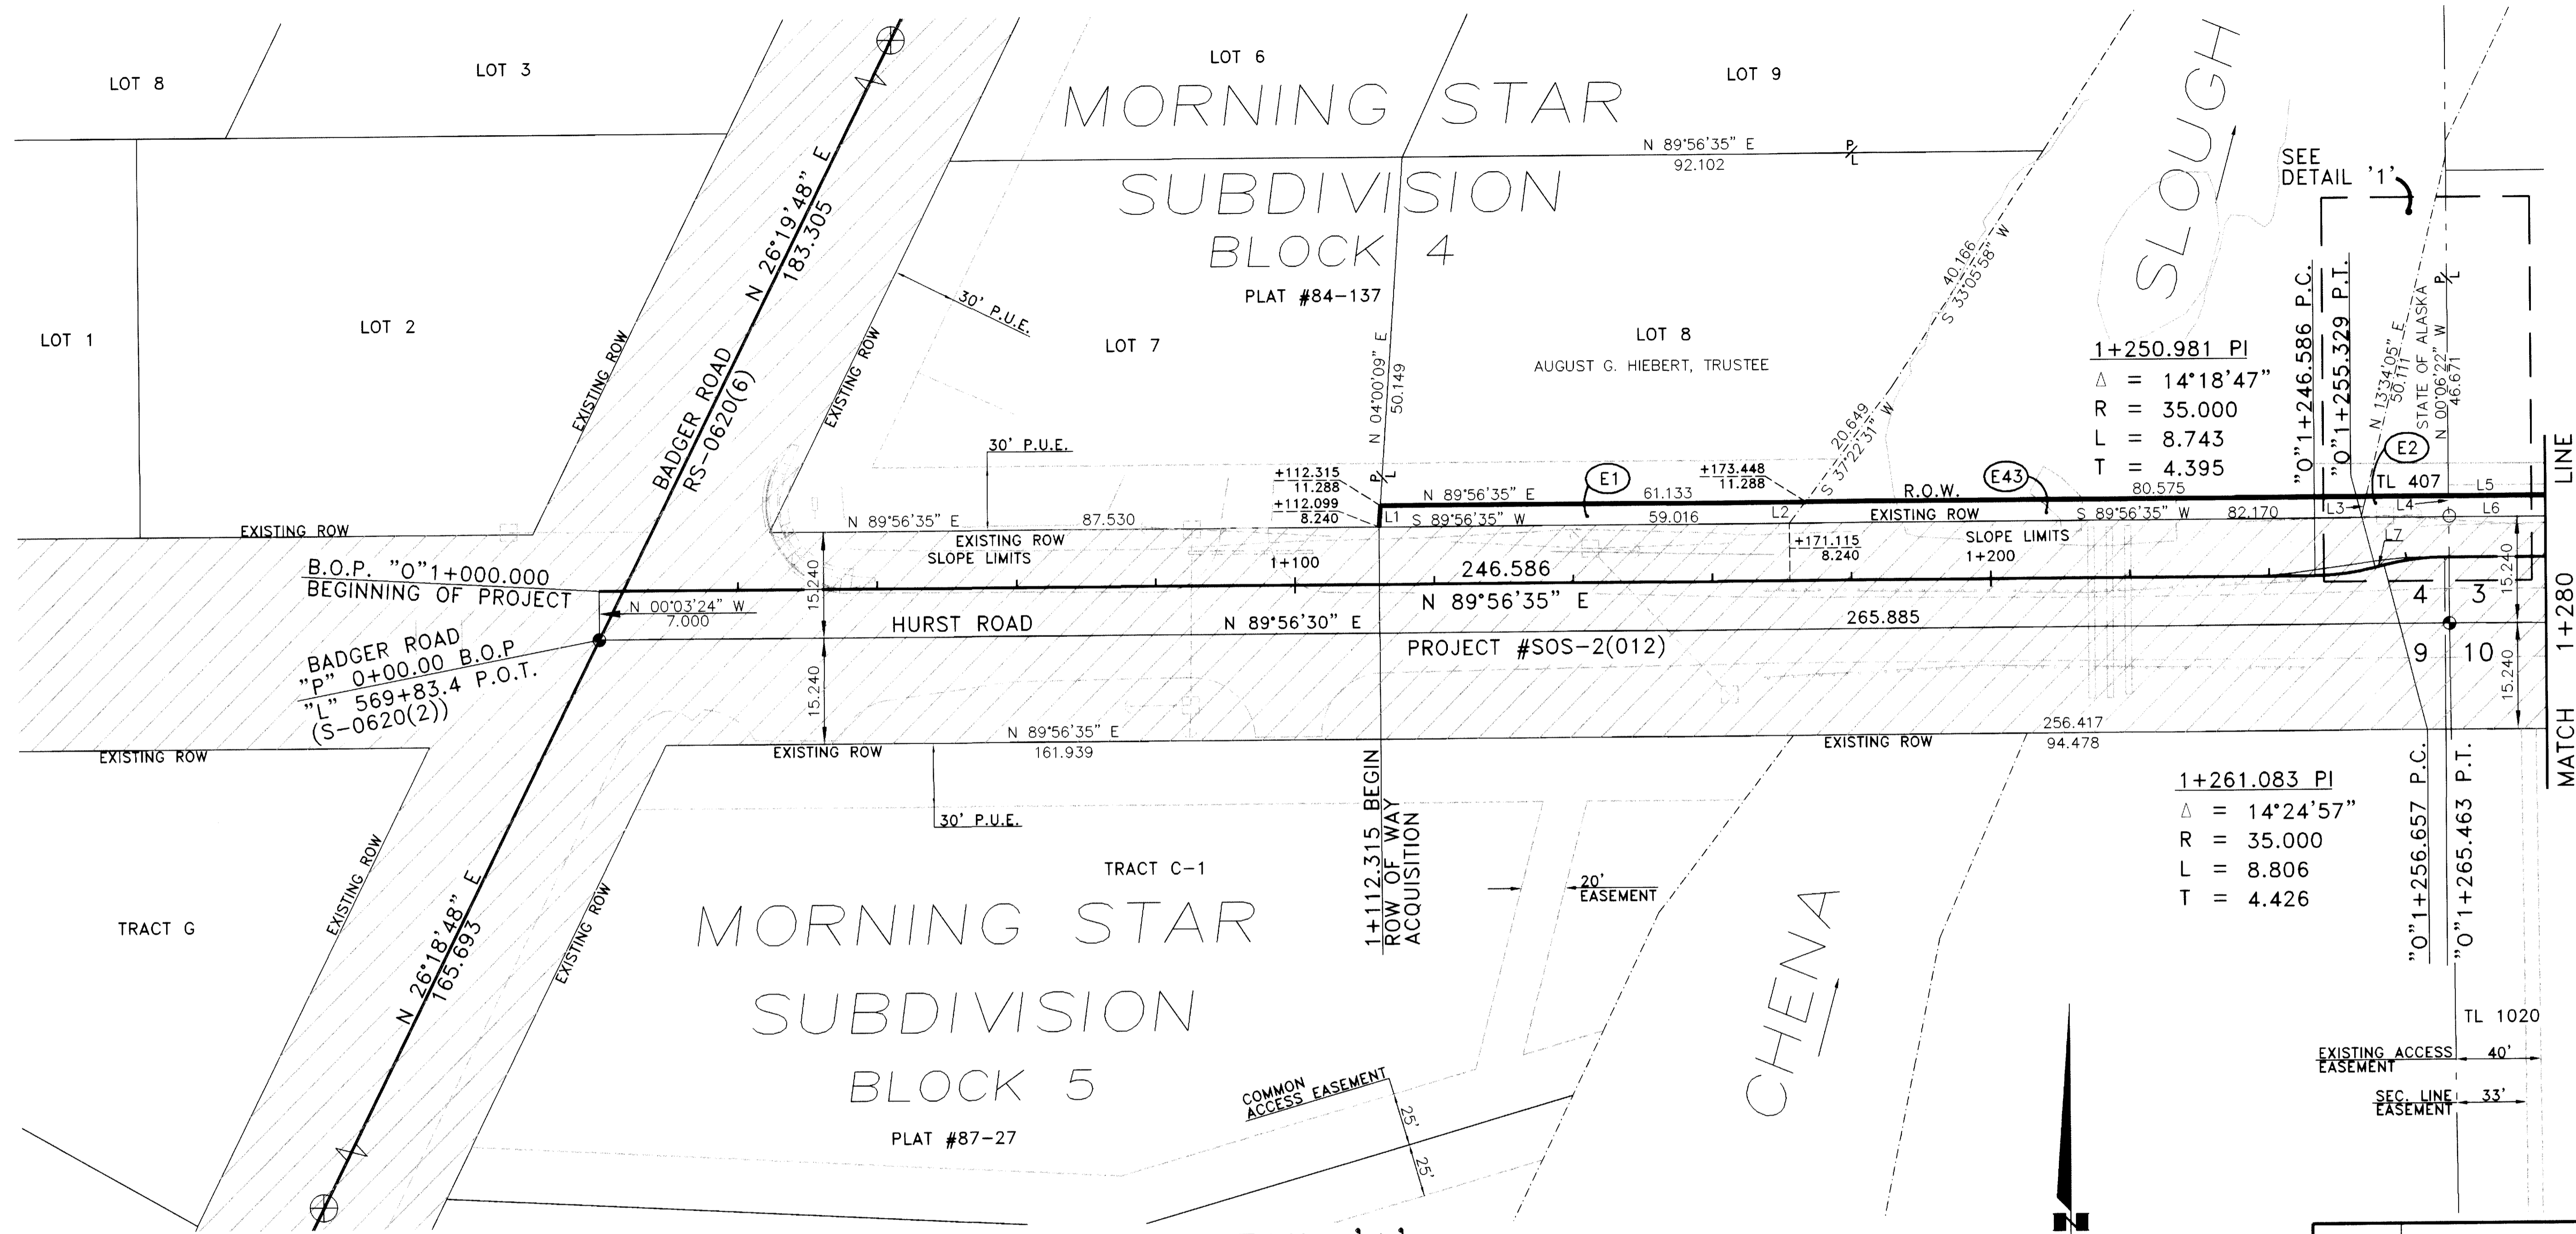 LOT 8
LOT 3
LOT 6
LOT 9
MORNING STAR
SUBDIVISION
BLOCK 4
PLAT #84-137
N 89°56'35" E
92.102
P/L
SLOUGH
SEE
DETAIL '1'
N 26°19'48" E
183.305
BADGER ROAD
RS-0620(6)
EXISTING ROW
EXISTING ROW
30' P.U.E.
LOT 1
LOT 2
LOT 7
LOT 8
AUGUST G. HIEBERT, TRUSTEE
N 04°00'09" E
50.149
P/L
40.166
S 33°05'58" W
20.649
S 37°22'31" W
1+250.981 PI
Δ = 14°18'47"
R = 35.000
L = 8.743
T = 4.395
"O"1+246.586 P.C.
"O"1+255.329 P.T.
N 13°34'05" E
50.111
STATE OF ALASKA
N 00°06'22" W
46.671
P/L
E2
TL 407
L5
L3
L4
L6
L7
30' P.U.E.
+112.315
11.288
+112.099
8.240
L1
N 89°56'35" E
61.133
E1
+173.448
11.288
R.O.W.
E43
80.575
S 89°56'35" W
59.016
L2
EXISTING ROW
S 89°56'35" W
82.170
+171.115
8.240
SLOPE LIMITS
1+200
EXISTING ROW
N 89°56'35" E
87.530
EXISTING ROW
SLOPE LIMITS
1+100
B.O.P. "O"1+000.000
BEGINNING OF PROJECT
N 00°03'24" W
7.000
15.240
246.586
N 89°56'35" E
HURST ROAD
N 89°56'30" E
265.885
PROJECT #SOS-2(012)
4
3
9
10
15.240
15.240
MATCH 1+280 LINE
BADGER ROAD
"P" 0+00.00 B.O.P
"L" 569+83.4 P.O.T.
(S-0620(2))
15.240
EXISTING ROW
EXISTING ROW
N 89°56'35" E
161.939
EXISTING ROW
256.417
94.478
30' P.U.E.
1+112.315 BEGIN
ROW OF WAY
ACQUISITION
1+261.083 PI
Δ = 14°24'57"
R = 35.000
L = 8.806
T = 4.426
"O"1+256.657 P.C.
"O"1+265.463 P.T.
TRACT G
EXISTING ROW
N 26°18'48" E
165.693
EXISTING ROW
TRACT C-1
MORNING STAR
SUBDIVISION
BLOCK 5
PLAT #87-27
20'
EASEMENT
CHENA
COMMON
ACCESS EASEMENT
25'
25'
TL 1020
EXISTING ACCESS
EASEMENT
40'
SEC. LINE
EASEMENT
33'
N